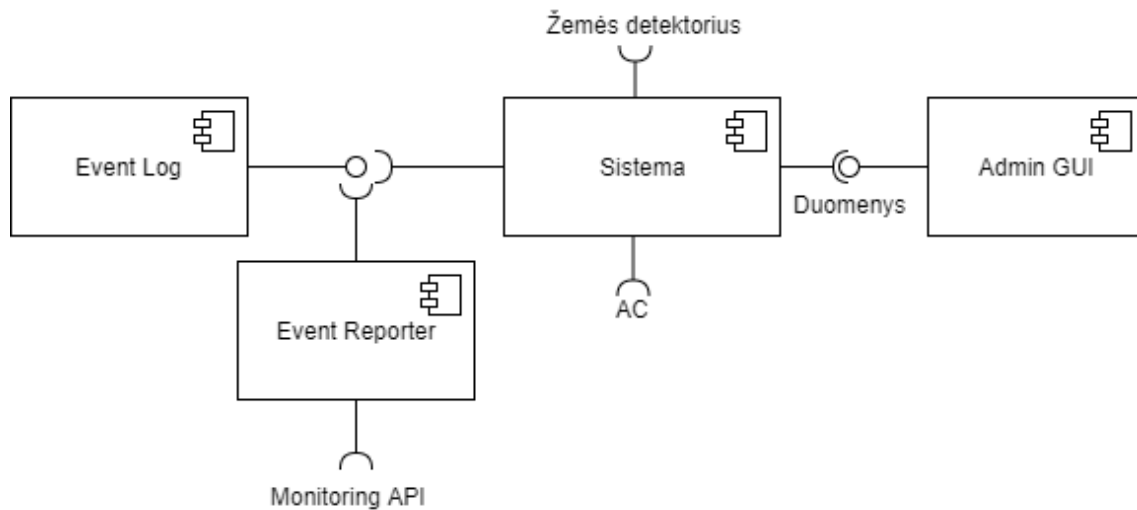 Žemės detektorius
Event Log
Sistema
Admin GUI
Duomenys
AC
Event Reporter
Monitoring API